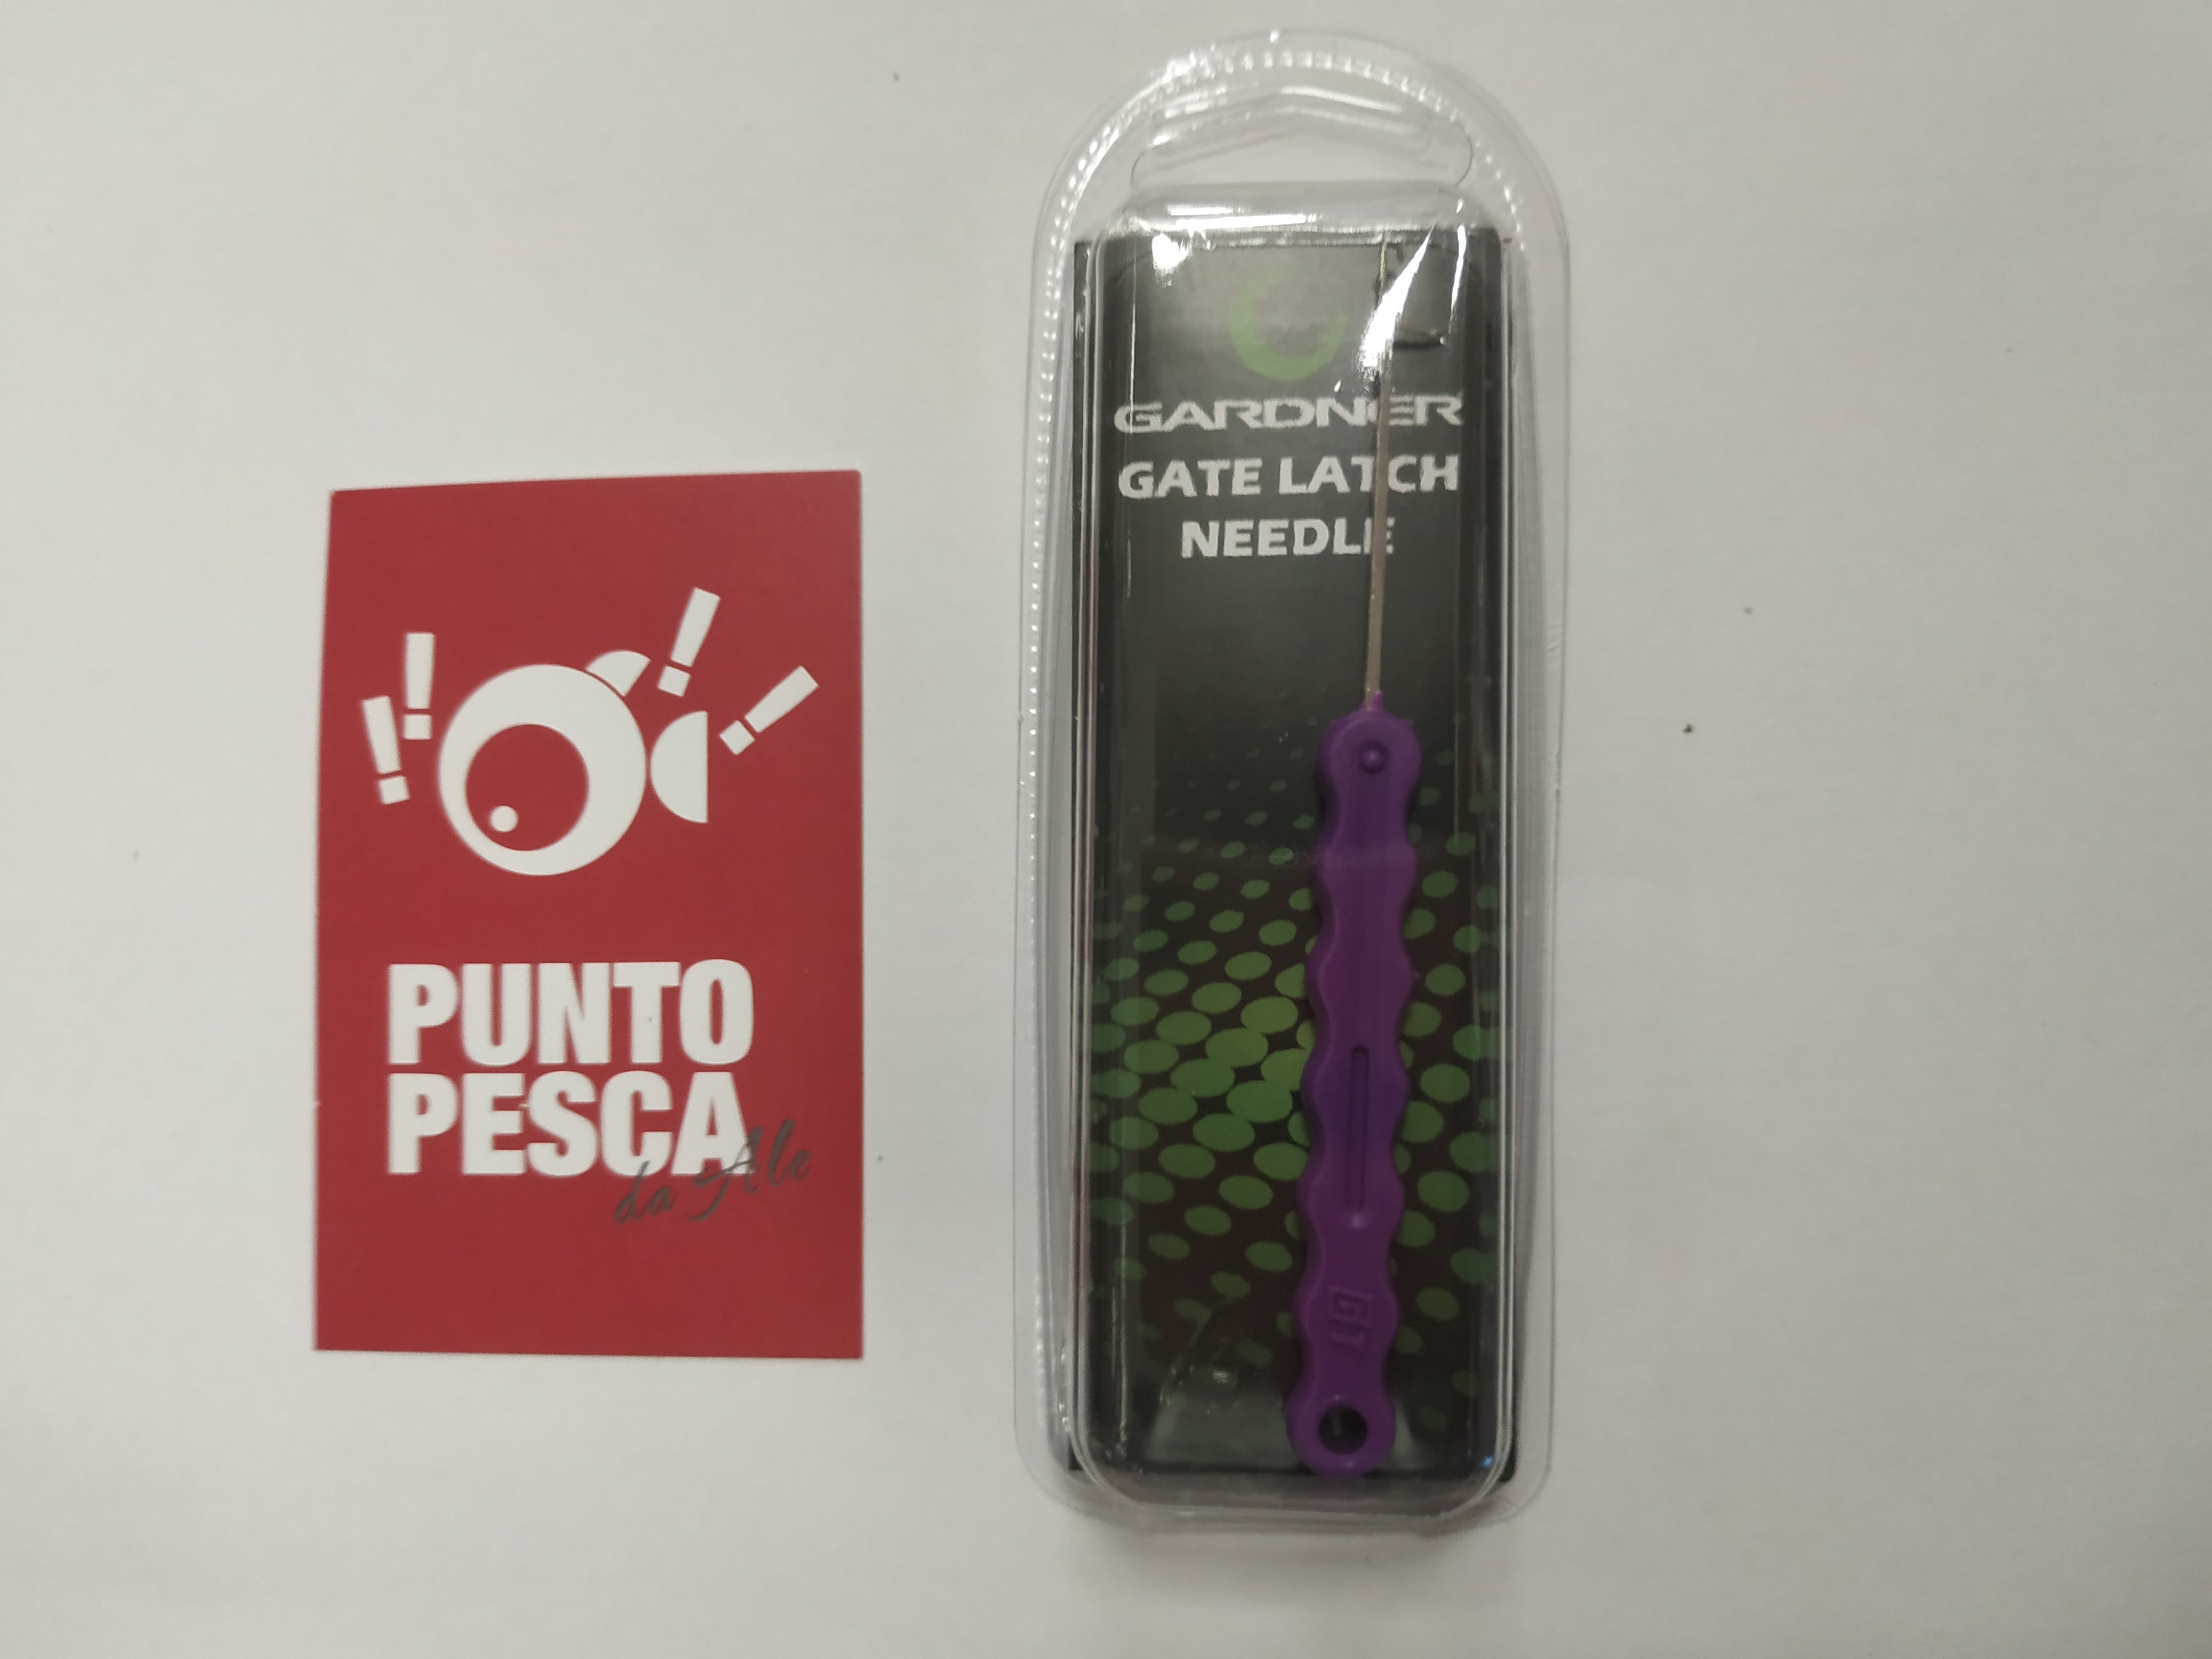 PUNTO
PESCA
da Ale
GARDNER
GATE LATCH
NEEDLE